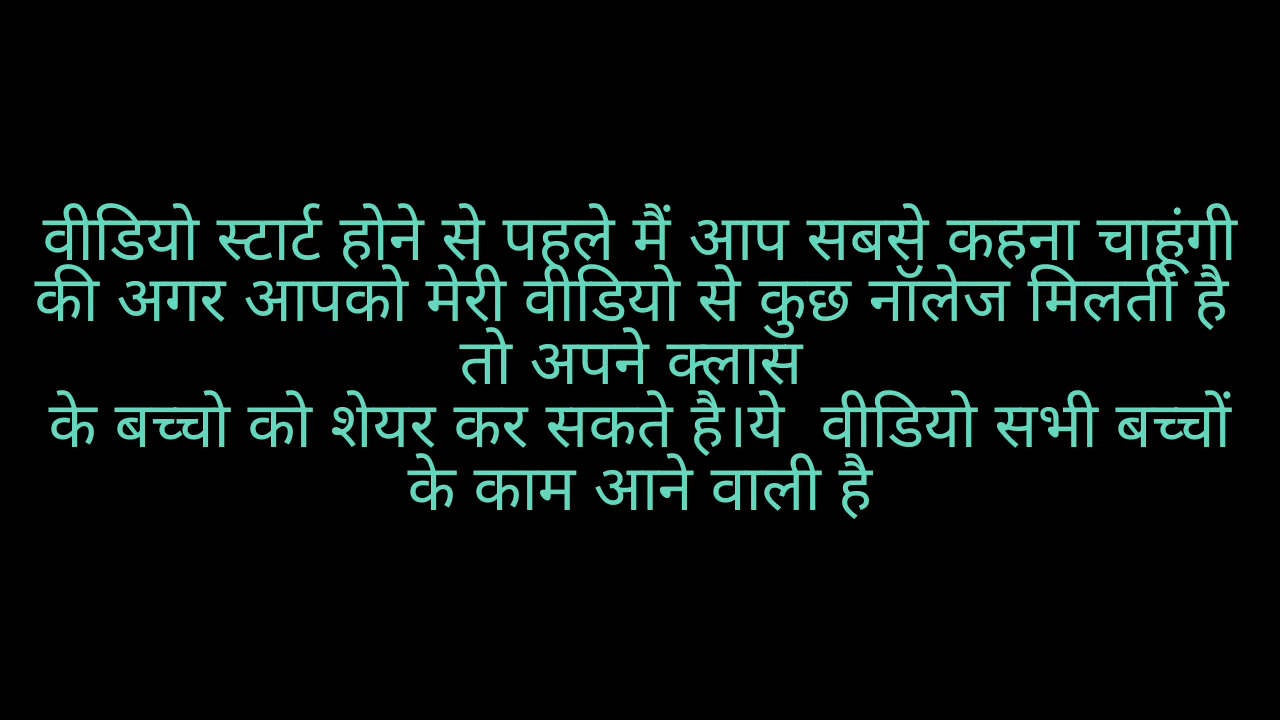 वीडियो स्टार्ट होने से पहले मैं आप सबसे कहना चाहूंगी
की अगर आपको मेरी वीडियो से कुछ नॉलेज मिलती है
तो अपने क्लास
के बच्चो को शेयर कर सकते है।ये  वीडियो सभी बच्चों
के काम आने वाली है